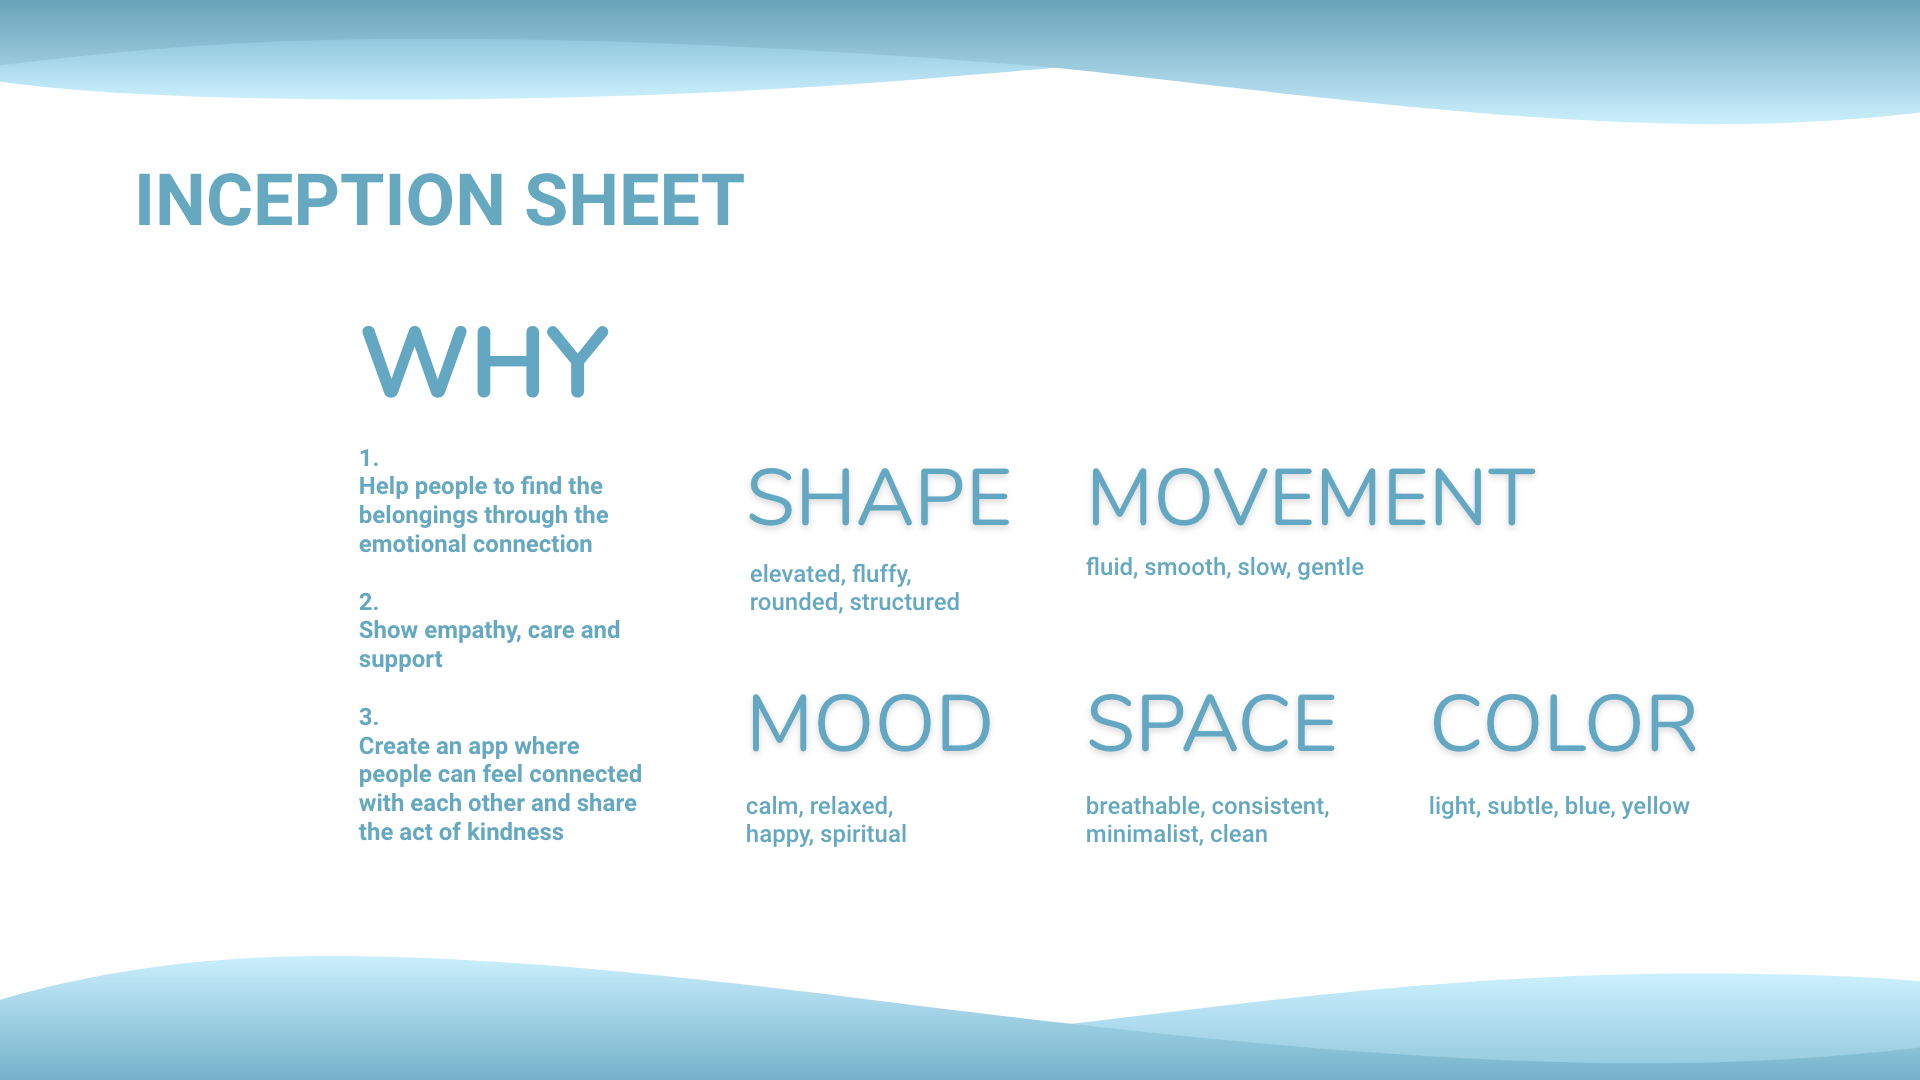 INCEPTION SHEET
WHY
1.
Help people to find the
belongings through the
emotional connection
2.
Show empathy, care and
support
3.
Create an app where
people can feel connected
with each other and share
the act of kindness
SHAPE
elevated, fluffy,
rounded, structured
MOVEMENT
fluid, smooth, slow, gentle
MOOD
calm, relaxed,
happy, spiritual
SPACE
breathable, consistent,
minimalist, clean
COLOR
light, subtle, blue, yellow